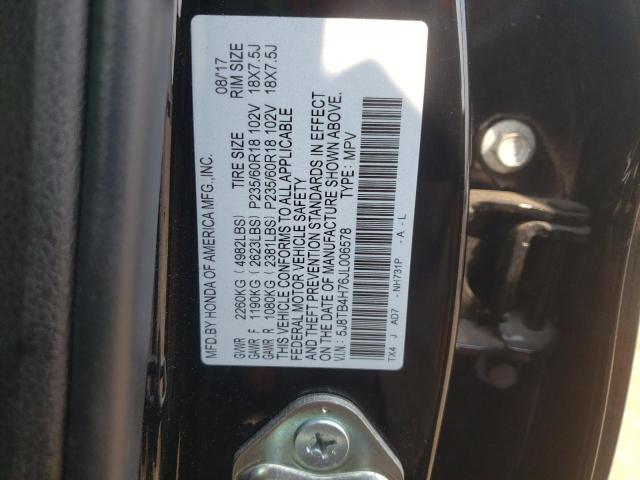 MFD.BY HONDA OF AMERICA MFG.,INC. 08/'17
TIRE SIZE RIM SIZE
GVWR 2260KG (4982LBS)
GAWR F 1190KG (2623LBS) P235/60R18 102V 18X7.5J
GAWR R 1080KG (2381LBS) P235/60R18 102V 18X7.5J
THIS VEHICLE CONFORMS TO ALL APPLICABLE
FEDERAL MOTOR VEHICLE SAFETY
AND THEFT PREVENTION STANDARDS IN EFFECT
ON THE DATE OF MANUFACTURE SHOWN ABOVE.
V.I.N.: 5J8TB4H76JL006578 TYPE: MPV
TX4 J AD7 -NH731P -A-L